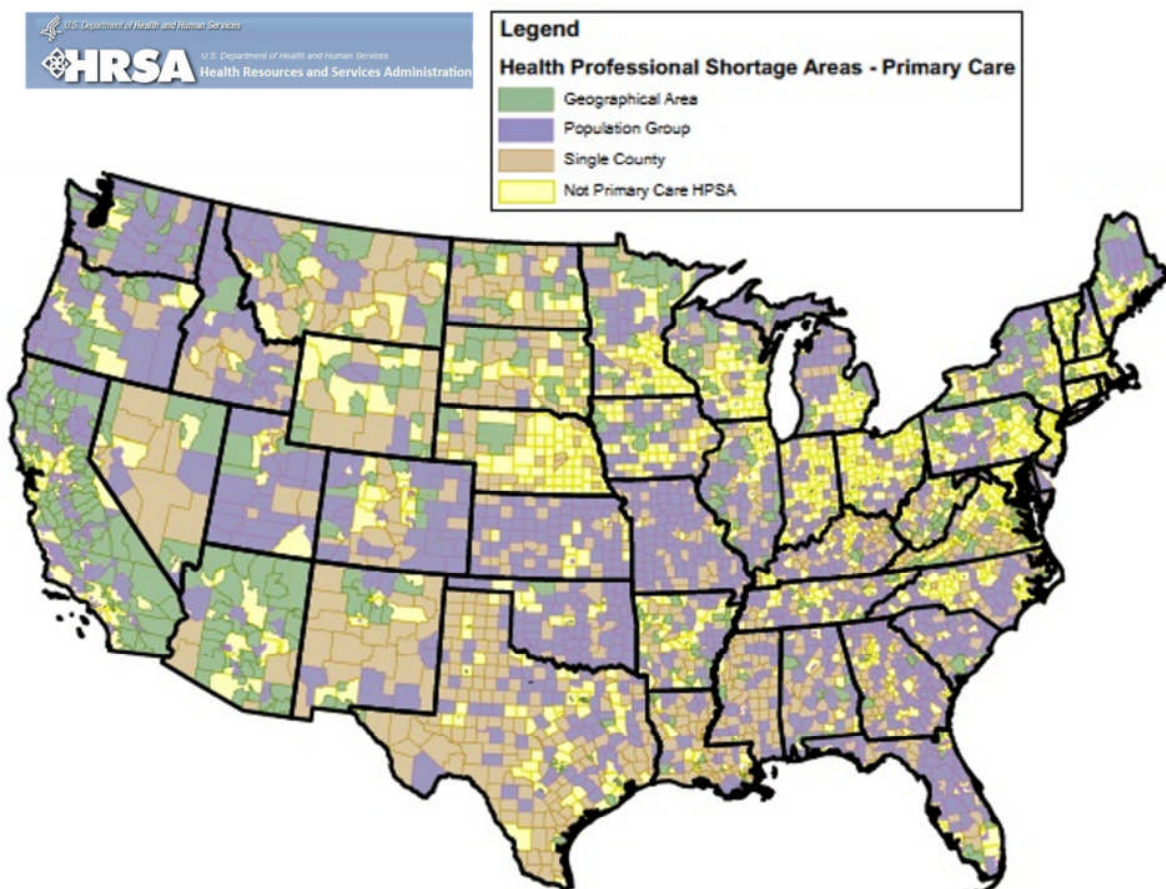 U.S. Department of Health and Human Services
HRSA
U.S. Department of Health and Human Services
Health Resources and Services Administration
Legend
Health Professional Shortage Areas - Primary Care
Geographical Area
Population Group
Single County
Not Primary Care HPSA